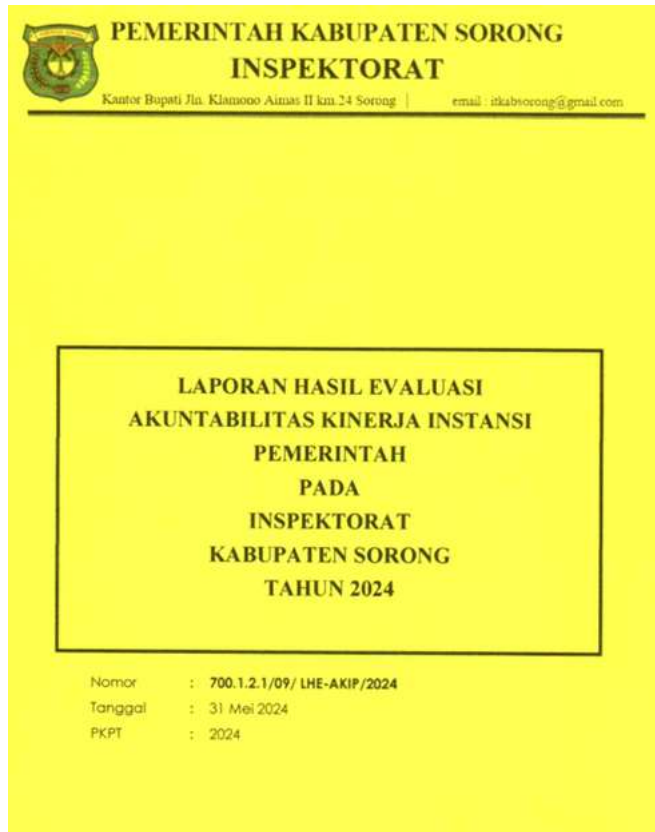 PEMERINTAH KABUPATEN SORONG
INSPEKTORAT
Kantor Bupati Jln. Klamono Aimas II km.24 Sorong | email : itkabsorong@gmail.com
LAPORAN HASIL EVALUASI
AKUNTABILITAS KINERJA INSTANSI
PEMERINTAH
PADA
INSPEKTORAT
KABUPATEN SORONG
TAHUN 2024
Nomor : 700.1.2.1/09/ LHE-AKIP/2024
Tanggal : 31 Mei 2024
PKPT : 2024